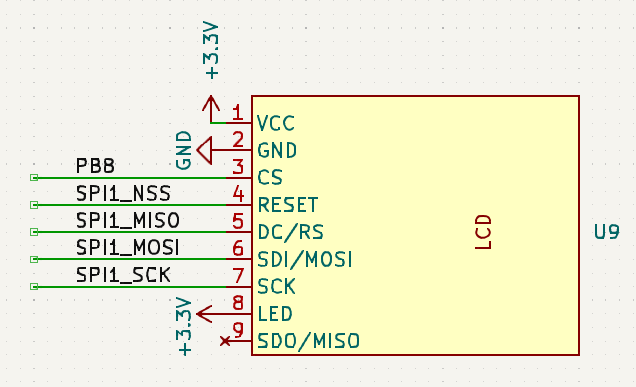 +3.3V
1 VCC
GND 2 GND
PB8 3 CS
SPI1_NSS 4 RESET
SPI1_MISO 5 DC/RS
SPI1_MOSI 6 SDI/MOSI
SPI1_SCK 7 SCK
+3.3V 8 LED
9 SDO/MISO
LCD
U9